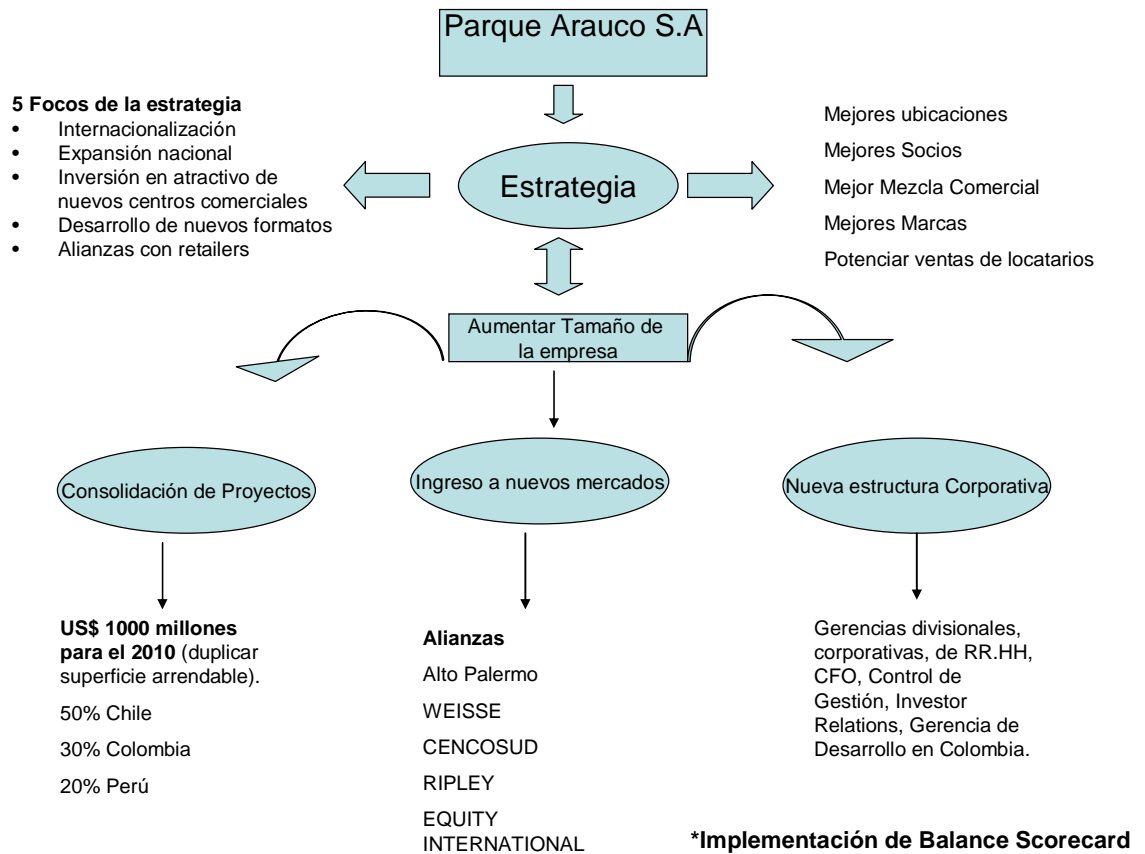 Parque Arauco S.A
5 Focos de la estrategia
• Internacionalización
• Expansión nacional
• Inversión en atractivo de
nuevos centros comerciales
• Desarrollo de nuevos formatos
• Alianzas con retailers
Estrategia
Mejores ubicaciones
Mejores Socios
Mejor Mezcla Comercial
Mejores Marcas
Potenciar ventas de locatarios
Aumentar Tamaño de
la empresa
Consolidación de Proyectos
Ingreso a nuevos mercados
Nueva estructura Corporativa
US$ 1000 millones
para el 2010 (duplicar
superficie arrendable).
50% Chile
30% Colombia
20% Perú
Alianzas
Alto Palermo
WEISSE
CENCOSUD
RIPLEY
EQUITY
INTERNATIONAL
Gerencias divisionales,
corporativas, de RR.HH,
CFO, Control de
Gestión, Investor
Relations, Gerencia de
Desarrollo en Colombia.
*Implementación de Balance Scorecard